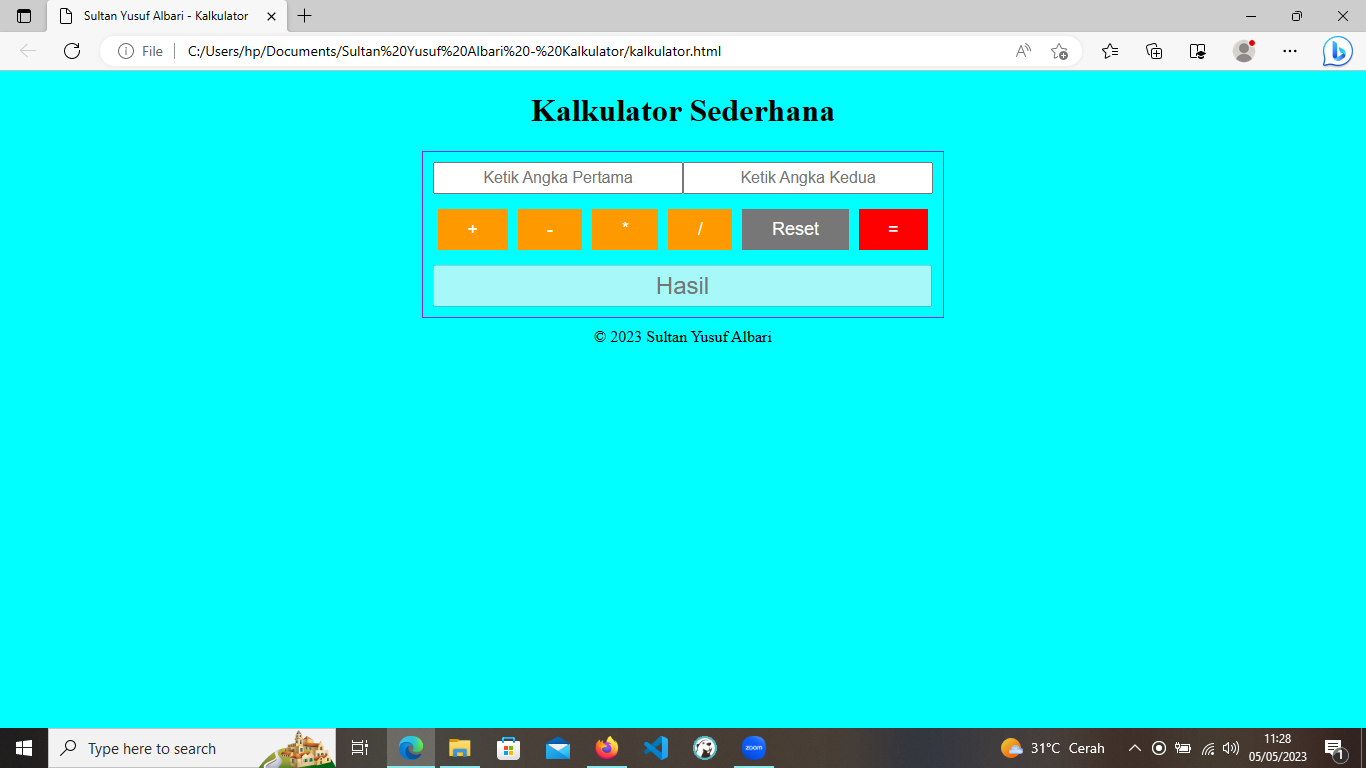 Sultan Yusuf Albari - Kalkulator
File
C:/Users/hp/Documents/Sultan%20Yusuf%20Albari%20-%20Kalkulator/kalkulator.html
Kalkulator Sederhana
Ketik Angka Pertama Ketik Angka Kedua
+ - * / Reset =
Hasil
© 2023 Sultan Yusuf Albari
Type here to search
zoom
31°C Cerah
11:28
05/05/2023
1